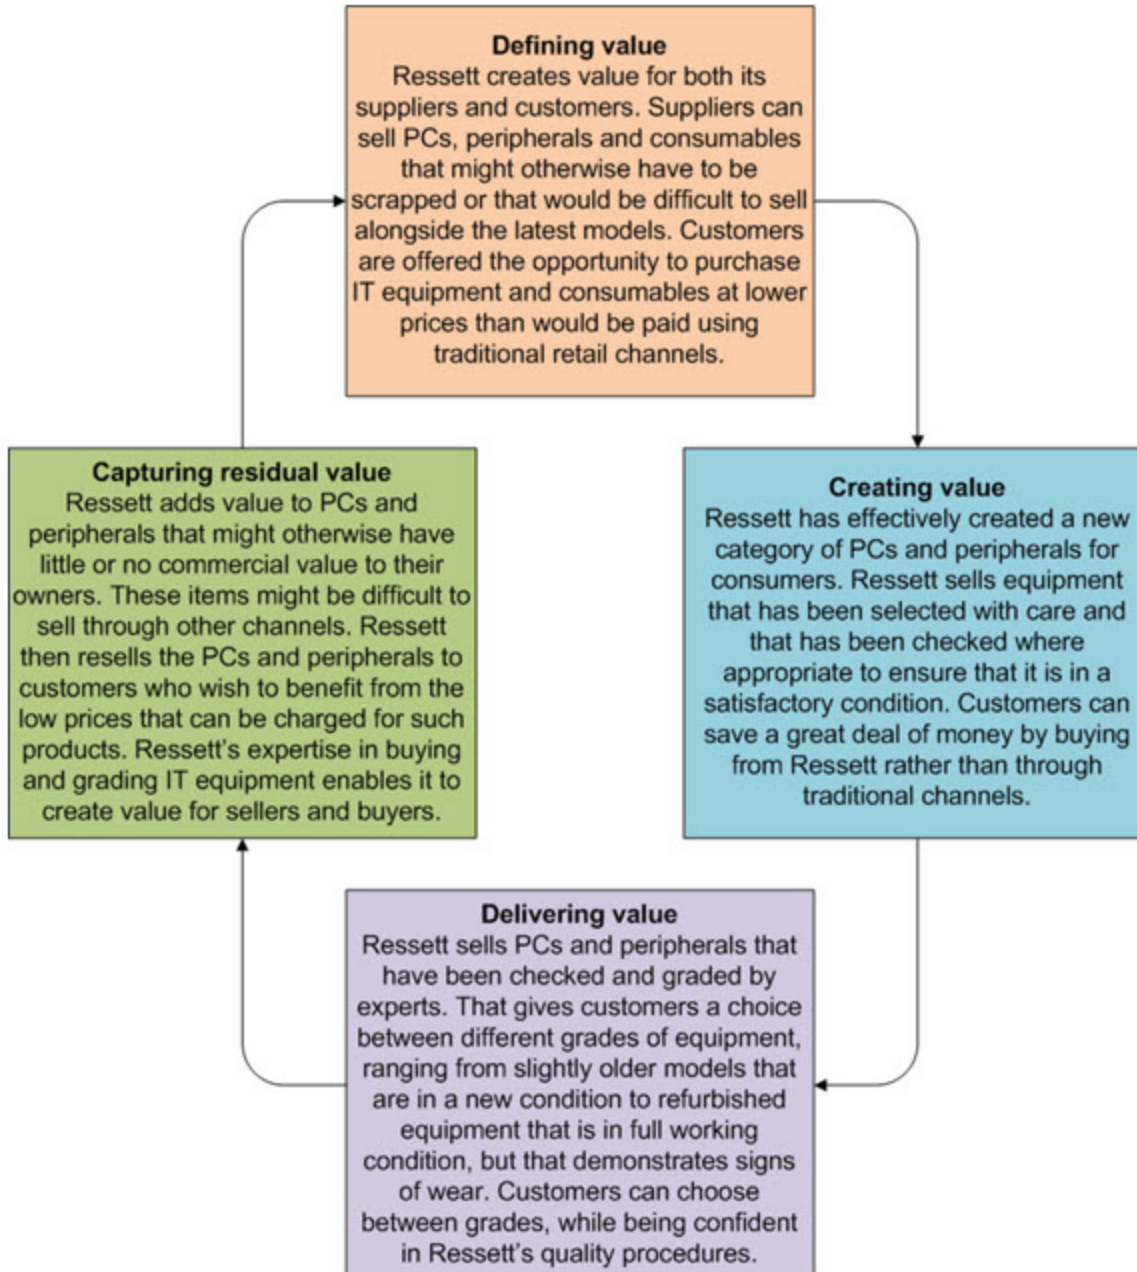 Defining value
Ressett creates value for both its
suppliers and customers. Suppliers can
sell PCs, peripherals and consumables
that might otherwise have to be
scrapped or that would be difficult to sell
alongside the latest models. Customers
are offered the opportunity to purchase
IT equipment and consumables at lower
prices than would be paid using
traditional retail channels.
Capturing residual value
Ressett adds value to PCs and
peripherals that might otherwise have
little or no commercial value to their
owners. These items might be difficult to
sell through other channels. Ressett
then resells the PCs and peripherals to
customers who wish to benefit from the
low prices that can be charged for such
products. Ressett's expertise in buying
and grading IT equipment enables it to
create value for sellers and buyers.
Creating value
Ressett has effectively created a new
category of PCs and peripherals for
consumers. Ressett sells equipment
that has been selected with care and
that has been checked where
appropriate to ensure that it is in a
satisfactory condition. Customers can
save a great deal of money by buying
from Ressett rather than through
traditional channels.
Delivering value
Ressett sells PCs and peripherals that
have been checked and graded by
experts. That gives customers a choice
between different grades of equipment,
ranging from slightly older models that
are in a new condition to refurbished
equipment that is in full working
condition, but that demonstrates signs
of wear. Customers can choose
between grades, while being confident
in Ressett's quality procedures.